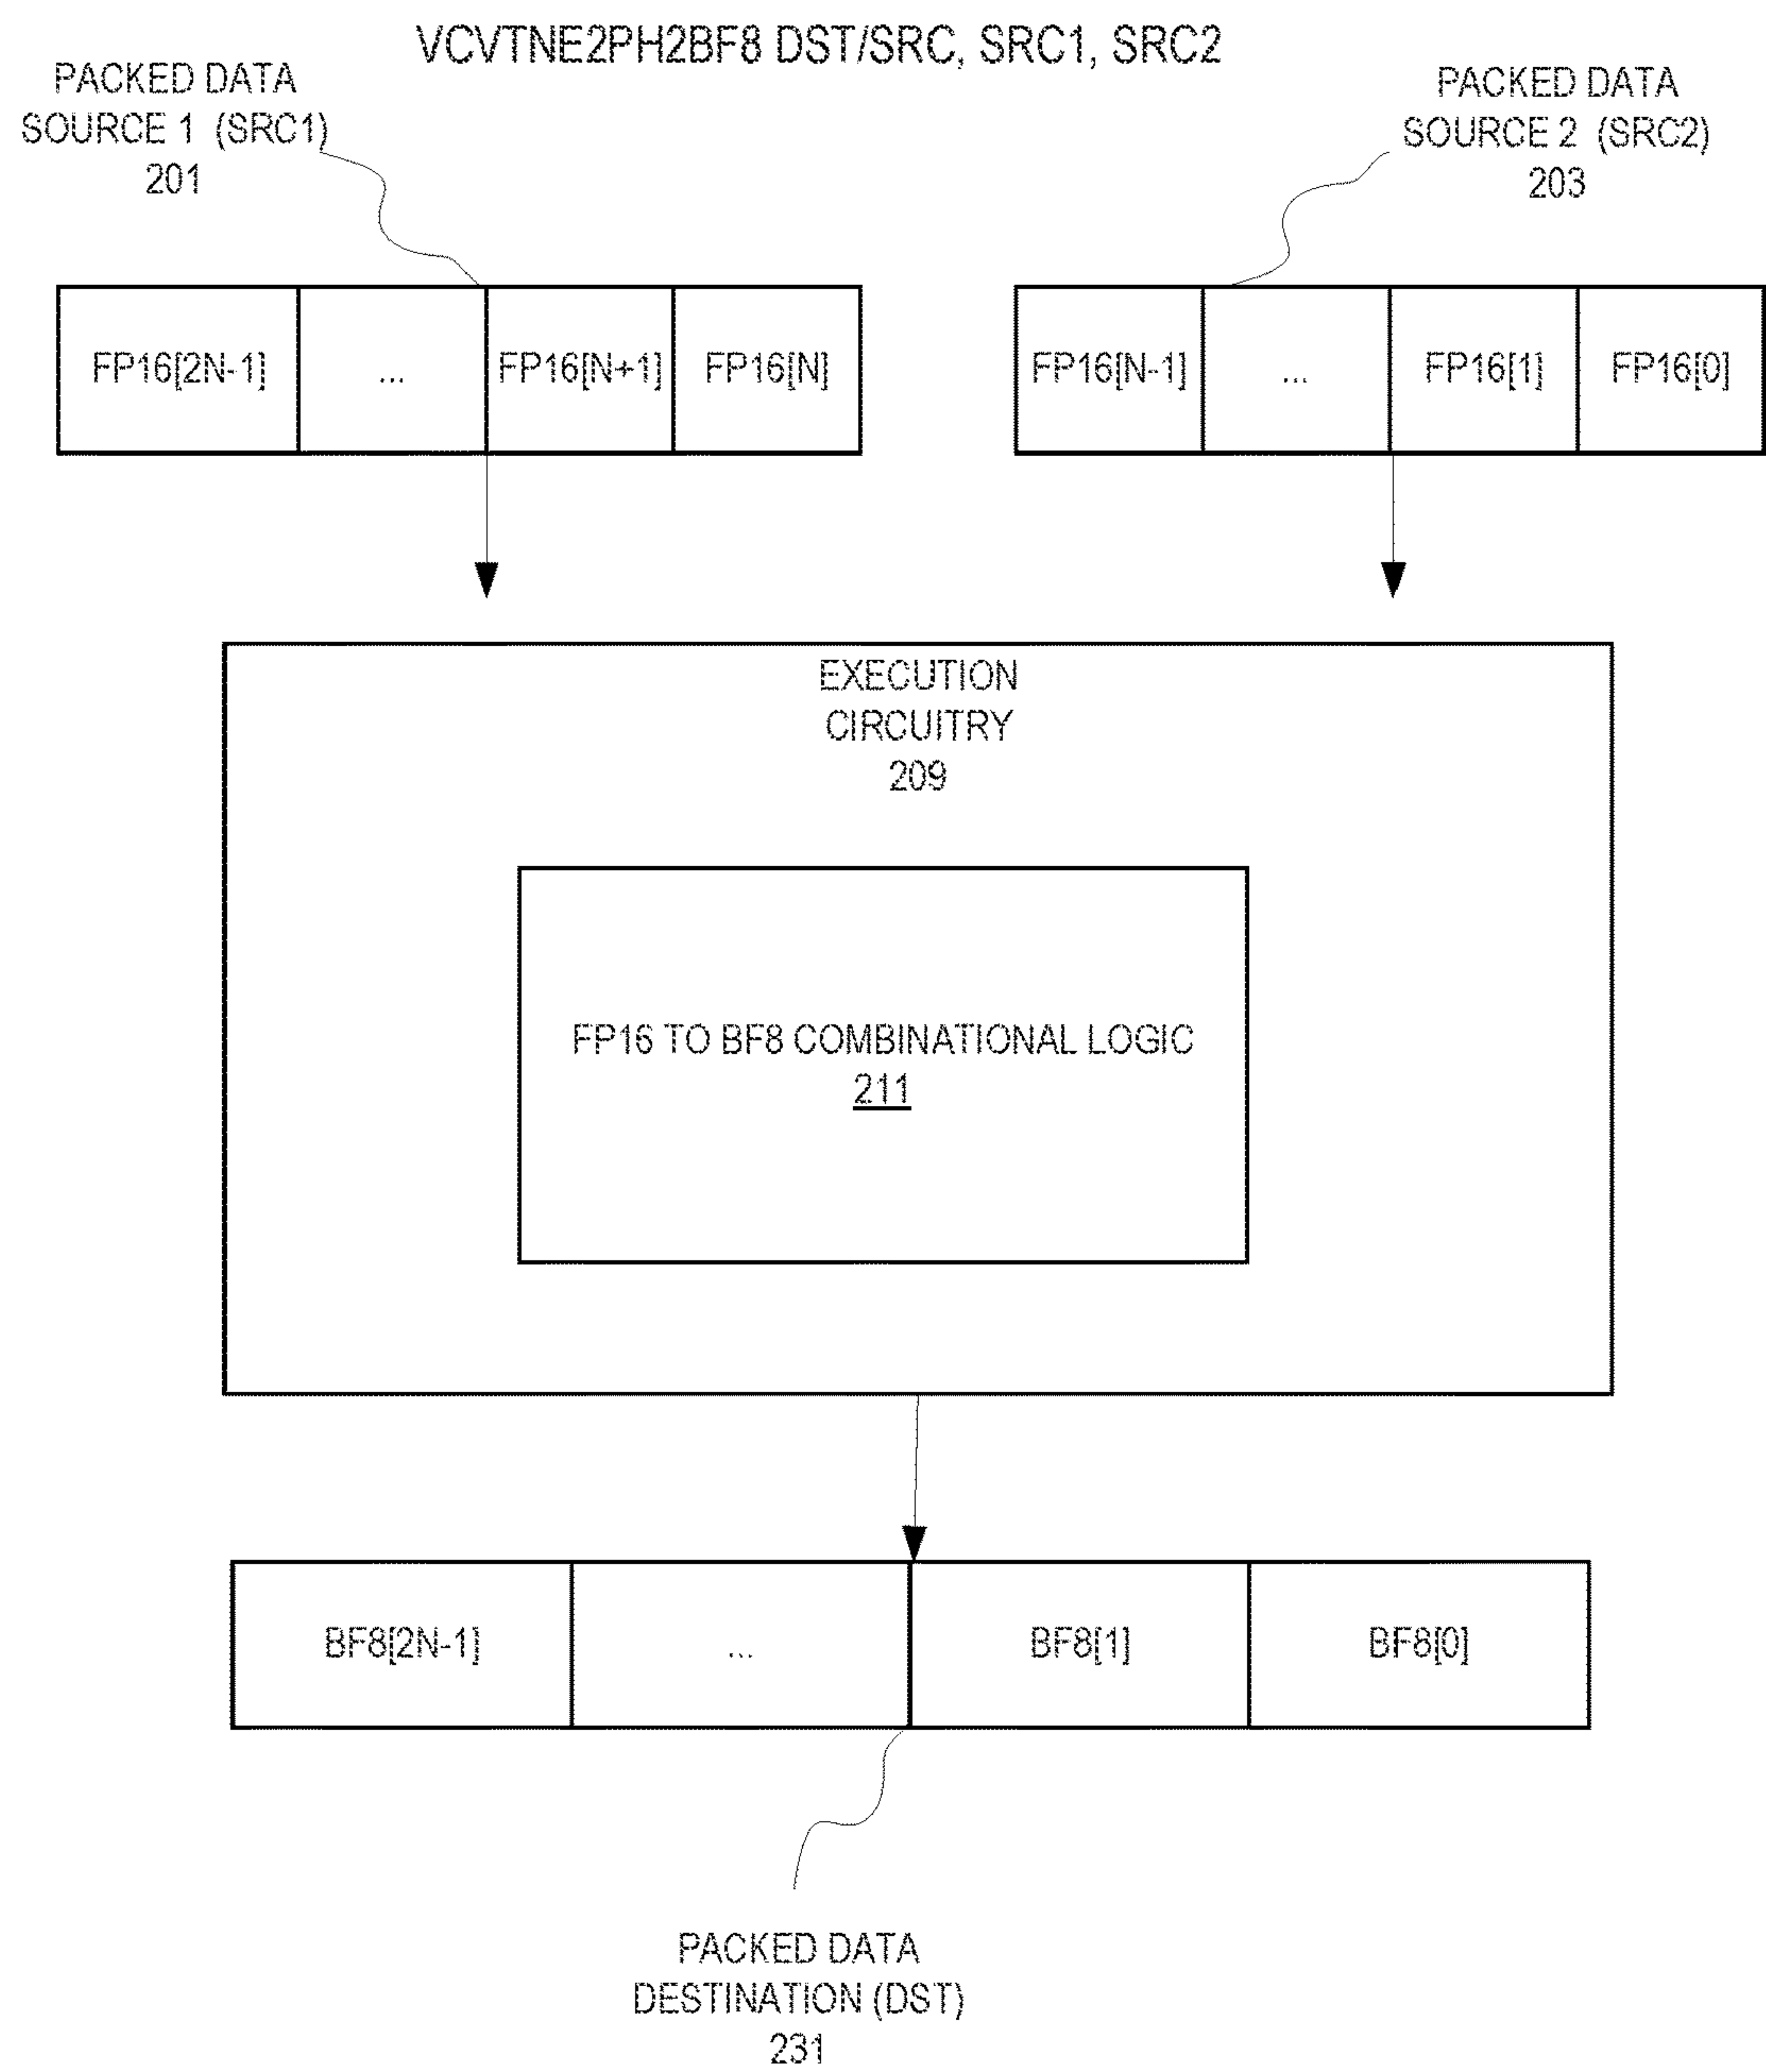 VCVTNE2PH2BF8 DST/SRC, SRC1, SRC2
PACKED DATA
SOURCE 1 (SRC1)
201
PACKED DATA
SOURCE 2 (SRC2)
203
FP16[2N-1]
...
FP16[N+1]
FP16[N]
FP16[N-1]
...
FP16[1]
FP16[0]
EXECUTION
CIRCUITRY
209
FP16 TO BF8 COMBINATIONAL LOGIC
211
BF8[2N-1]
...
BF8[1]
BF8[0]
PACKED DATA
DESTINATION (DST)
231